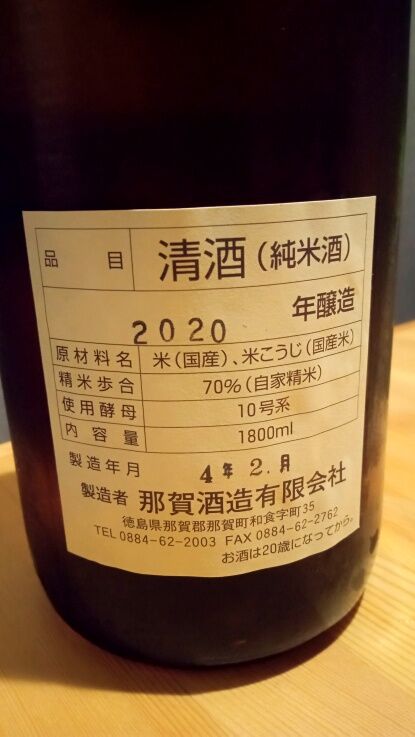 品目 清酒(純米酒)
2020 年醸造
原材料名 米(国産)、米こうじ(国産米)
精米歩合 70%(自家精米)
使用酵母 10号系
内容量 1800ml
製造年月 4年2.月
製造者 那賀酒造有限会社
徳島県那賀郡那賀町和食字町35
TEL 0884-62-2003 FAX 0884-62-2762
お酒は20歳になってから。